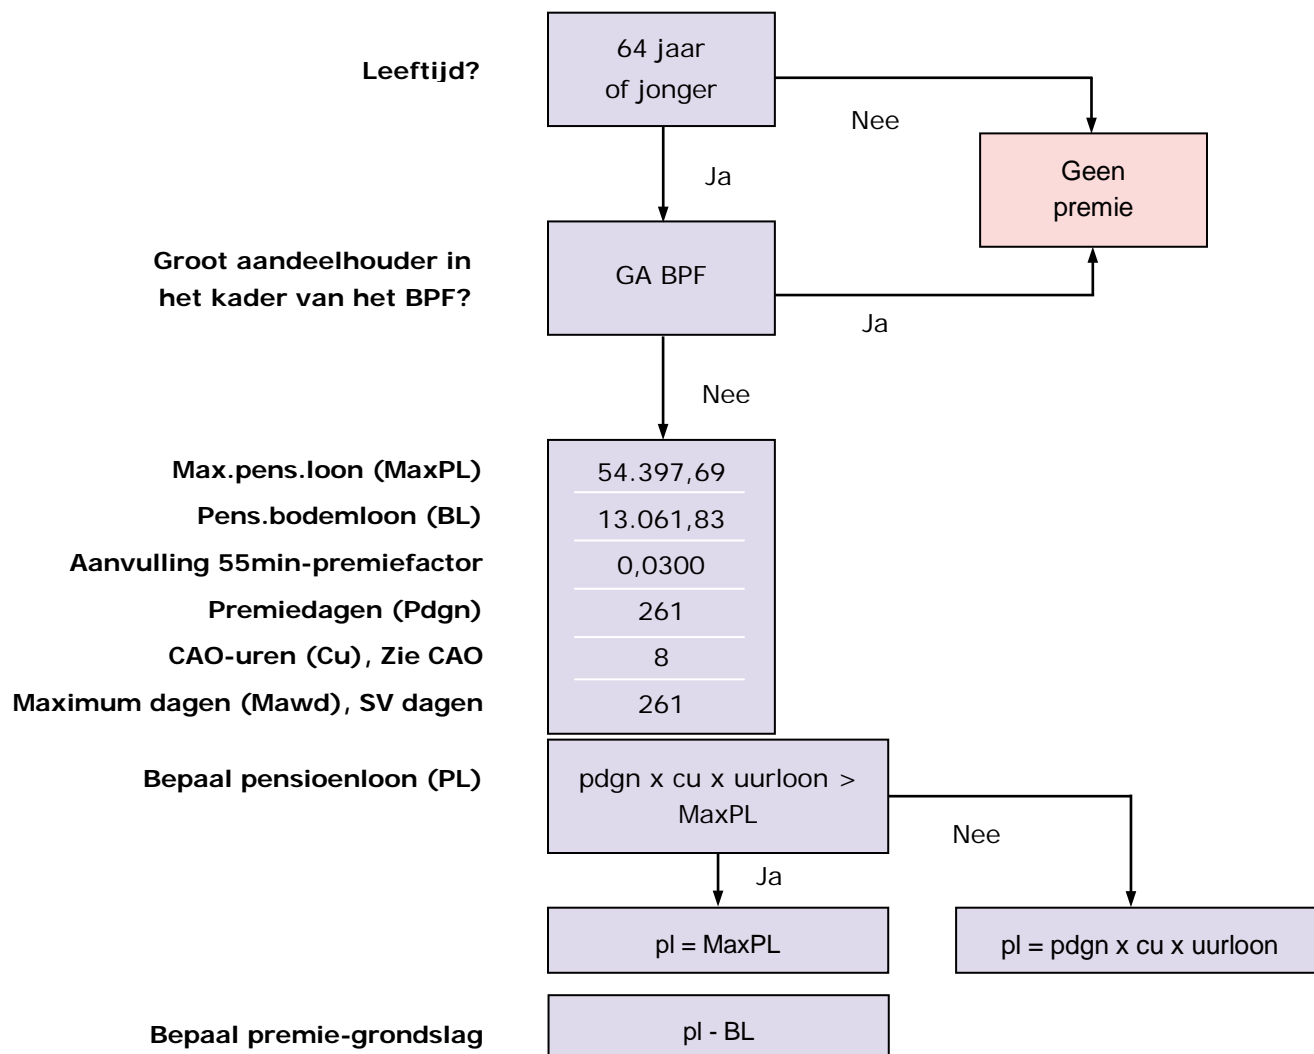 64 jaar
of jonger
Leeftijd?
Nee
Geen
premie
Ja
Groot aandeelhouder in
het kader van het BPF?
GA BPF
Ja
Nee
Max.pens.loon (MaxPL)
54.397,69
Pens.bodemloon (BL)
13.061,83
Aanvulling 55min-premiefactor
0,0300
Premiedagen (Pdgn)
261
CAO-uren (Cu), Zie CAO
8
Maximum dagen (Mawd), SV dagen
261
Bepaal pensioenloon (PL)
pdgn x cu x uurloon >
MaxPL
Nee
Ja
pl = MaxPL
pl = pdgn x cu x uurloon
Bepaal premie-grondslag
pl - BL